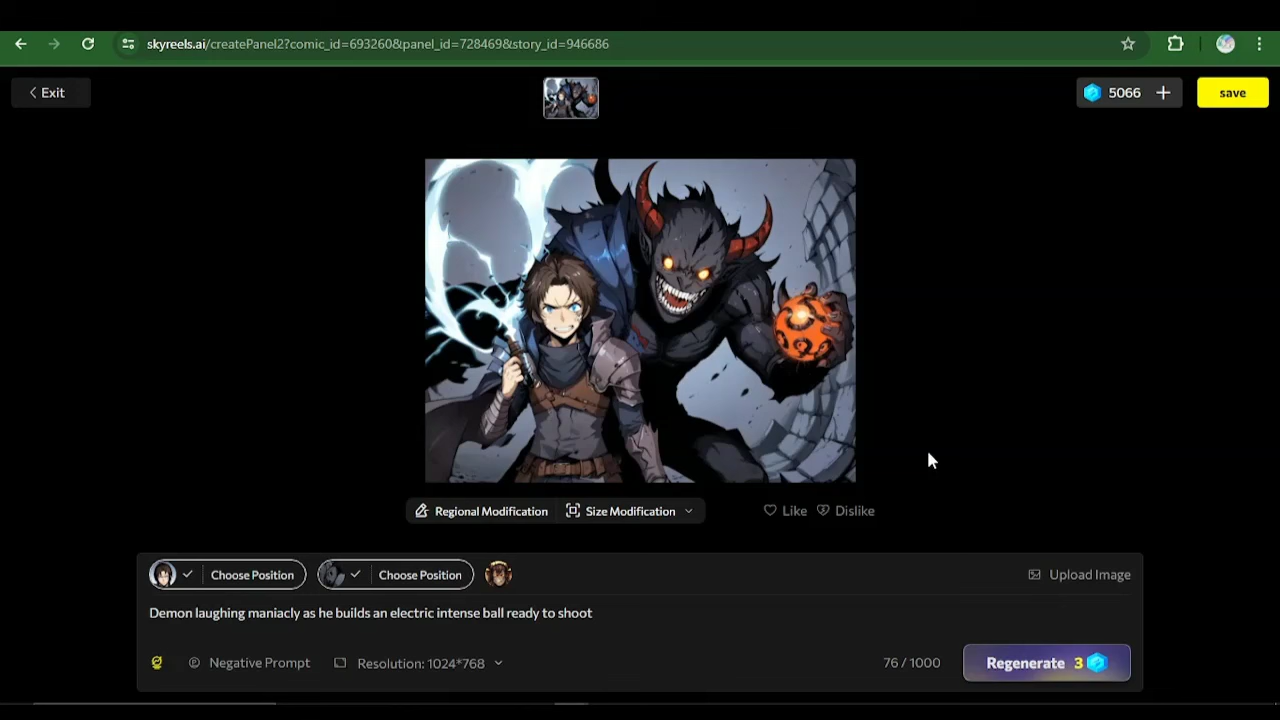 skyreels.ai/createPanel2?comic_id=693260&panel_id=728469&story_id=946686
Exit
5066
save
Regional Modification
Size Modification
Like
Dislike
Choose Position
Choose Position
Upload Image
Demon laughing maniacly as he builds an electric intense ball ready to shoot
Negative Prompt
Resolution: 1024*768
76 / 1000
Regenerate 3